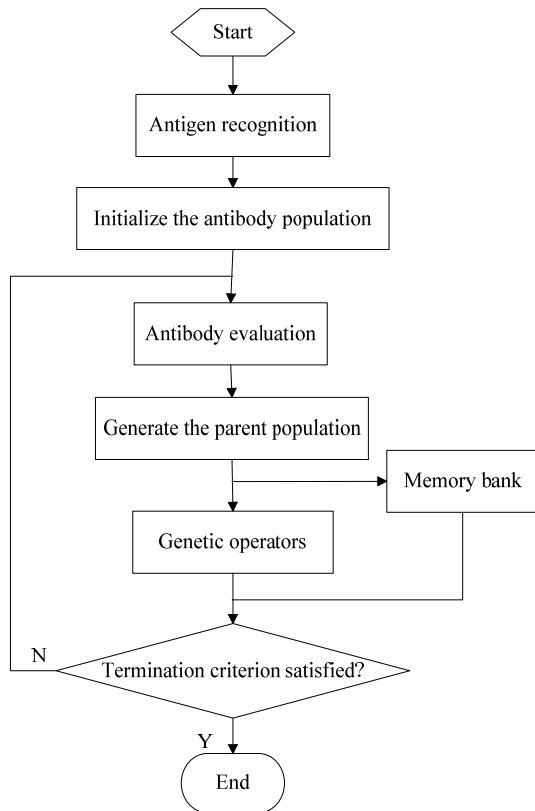 Start
Antigen recognition
Initialize the antibody population
Antibody evaluation
Generate the parent population
Memory bank
Genetic operators
N
Termination criterion satisfied?
Y
End